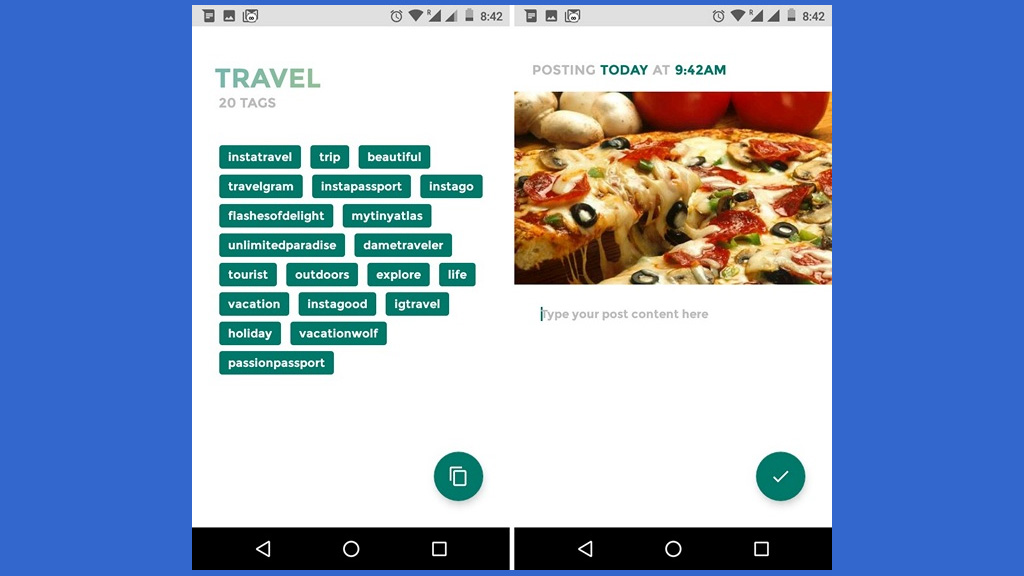 8:42
TRAVEL
20 TAGS
instatravel trip beautiful
travelgram instapassport instago
flashesofdelight mytinyatlas
unlimitedparadise dametraveler
tourist outdoors explore life
vacation instagood igtravel
holiday vacationwolf
passionpassport
R 8:42
POSTING TODAY AT 9:42AM
Type your post content here